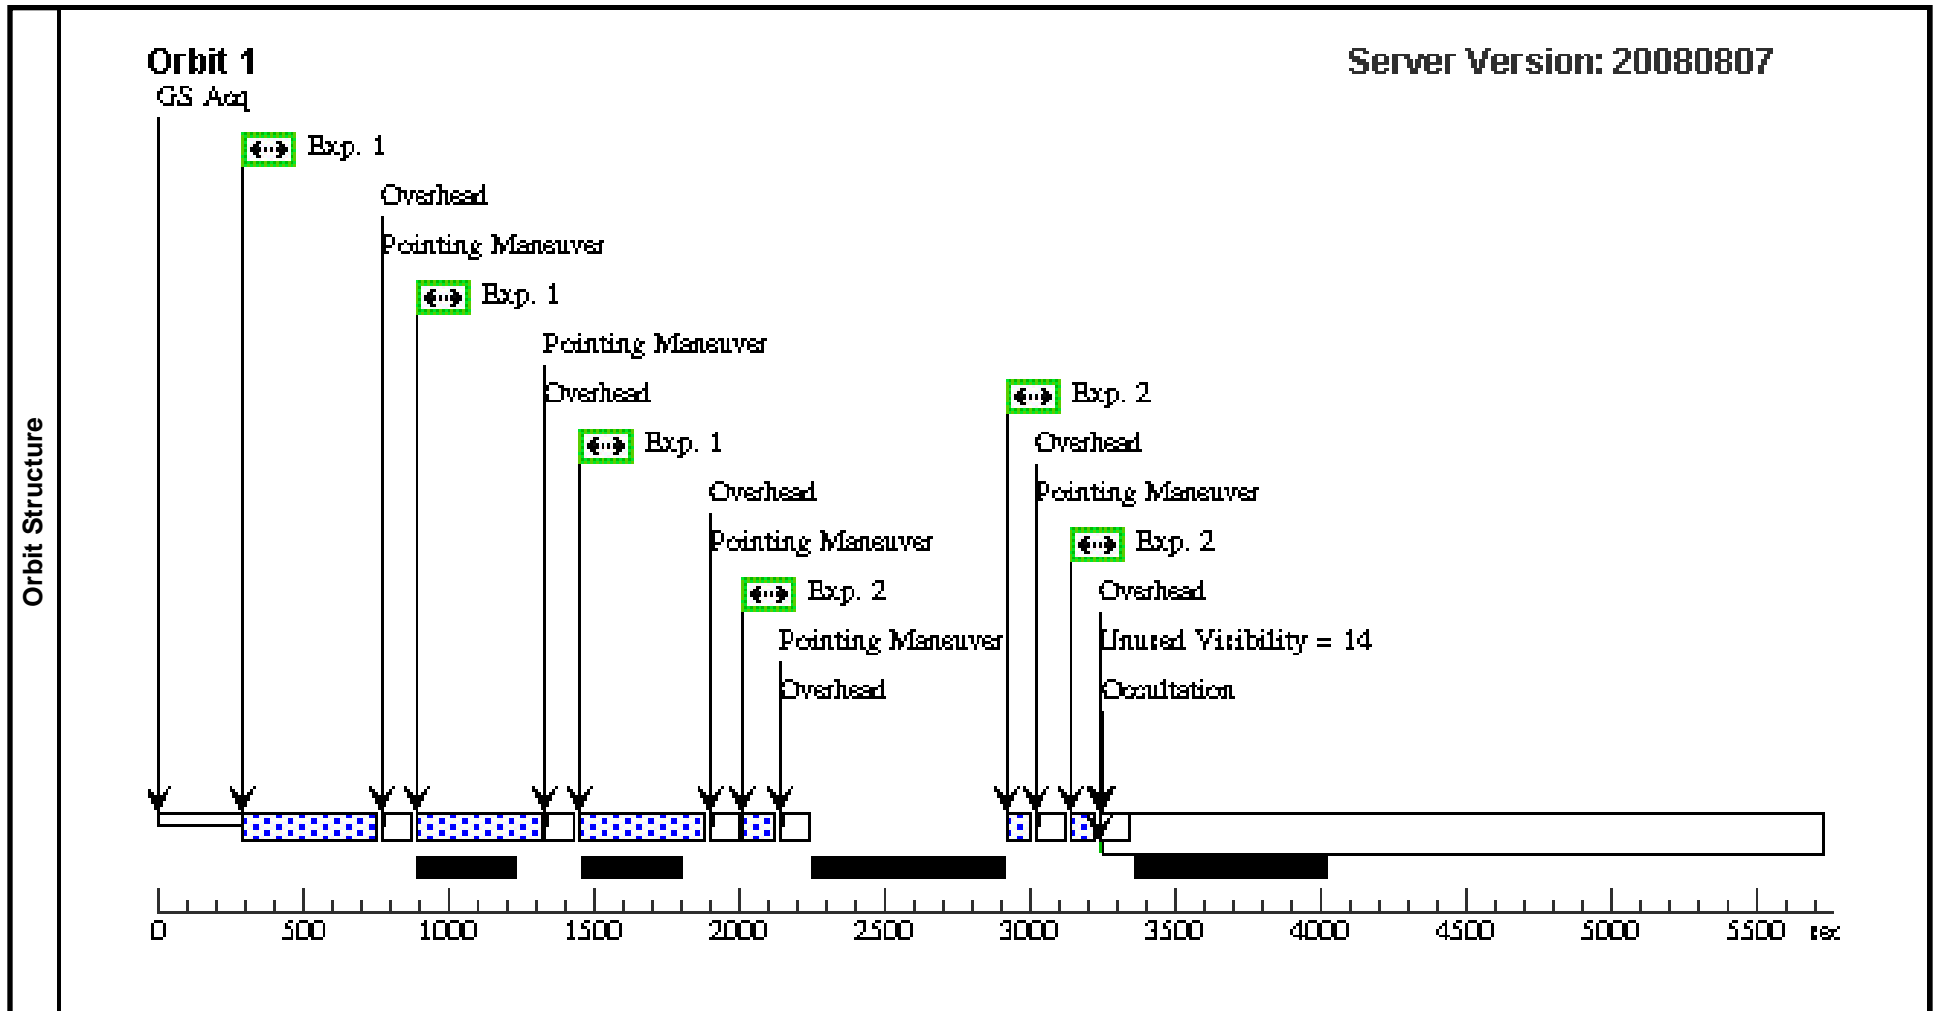 Orbit Structure
Orbit 1
Server Version: 20080807
GS Acq
Exp. 1
Overhead
Pointing Maneuver
Exp. 1
Pointing Maneuver
Overhead
Exp. 1
Overhead
Pointing Maneuver
Exp. 2
Pointing Maneuver
Overhead
Exp. 2
Overhead
Pointing Maneuver
Exp. 2
Overhead
Unused Visibility = 14
Occultation
0 500 1000 1500 2000 2500 3000 3500 4000 4500 5000 5500 sec